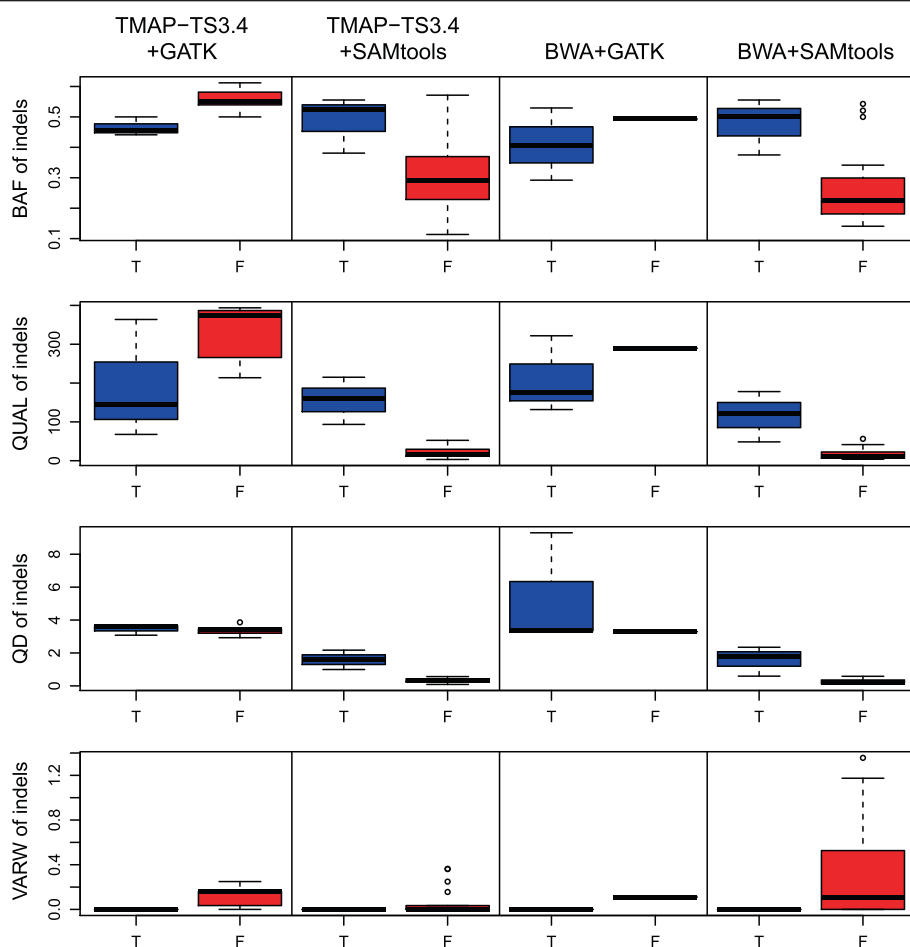 TMAP−TS3.4 TMAP−TS3.4
+GATK +SAMtools BWA+GATK BWA+SAMtools
BAF of indels
0.5
0.3
0.1
T F T F T F T F
QUAL of indels
300
100
0
T F T F T F T F
QD of indels
8
6
4
2
0
T F T F T F T F
VARW of indels
1.2
0.8
0.4
0.0
T F T F T F T F